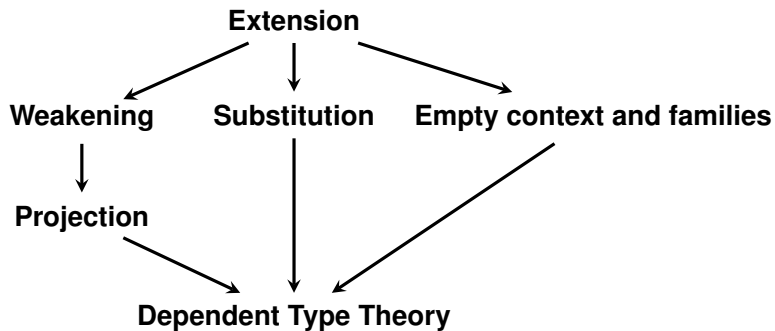 Extension
Weakening
Substitution
Empty context and families
Projection
Dependent Type Theory